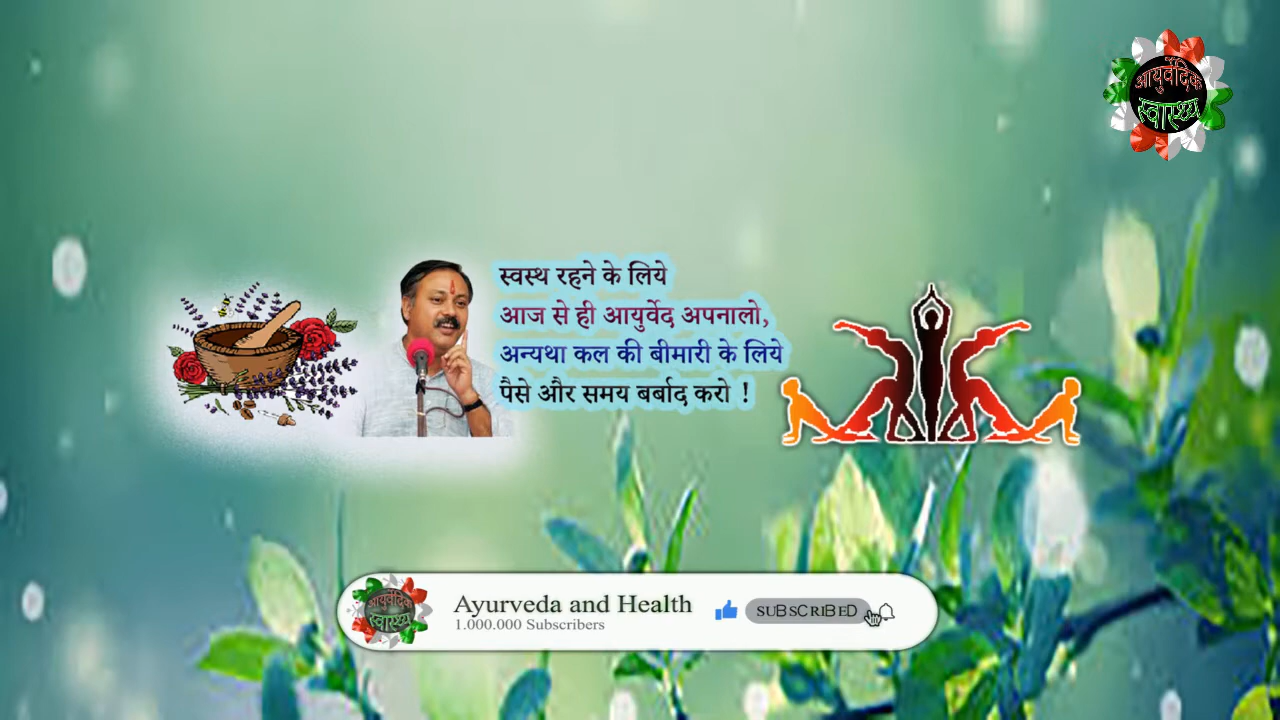 आयुर्वेदिक
स्वास्थ्य
स्वस्थ रहने के लिये
आज से ही आयुर्वेद अपनालो,
अन्यथा कल की बीमारी के लिये
पैसे और समय बर्बाद करो !
आयुर्वेदिक
स्वास्थ्य
Ayurveda and Health
1.000.000 Subscribers
SUBSCRIBED